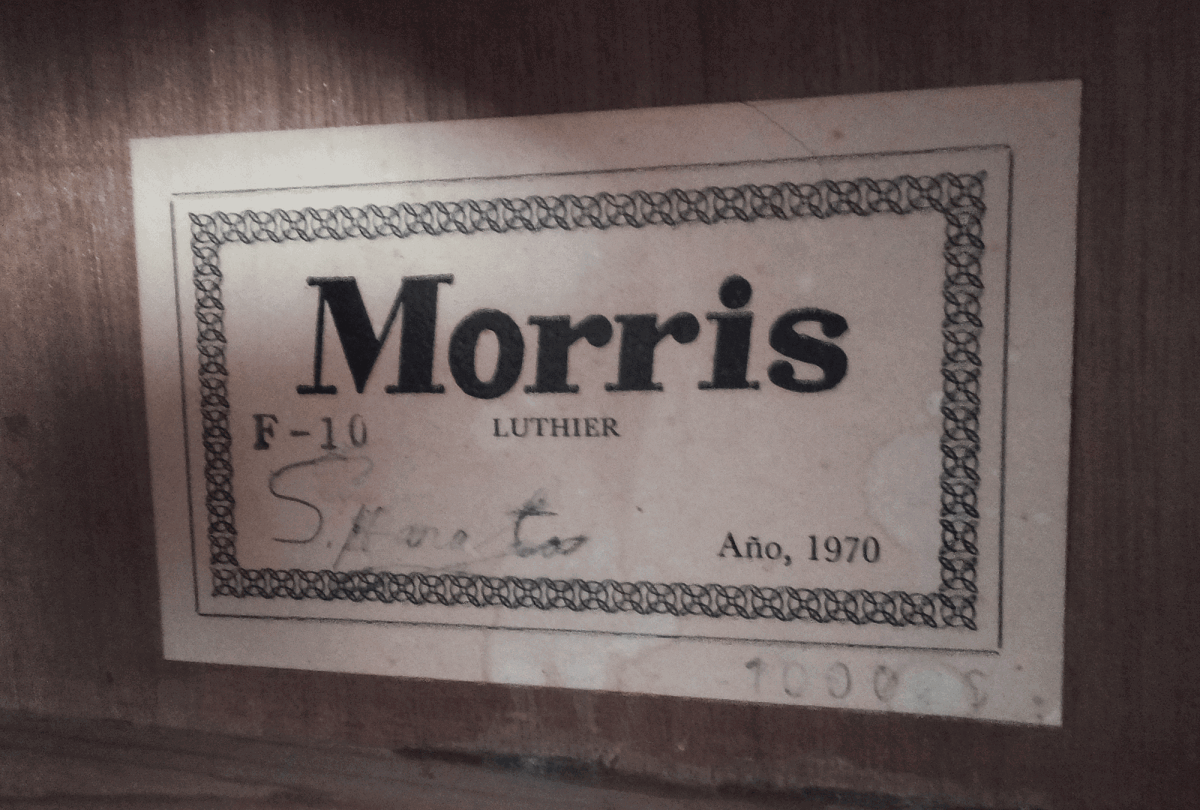 Morris
F-10 LUTHIER
Año, 1970